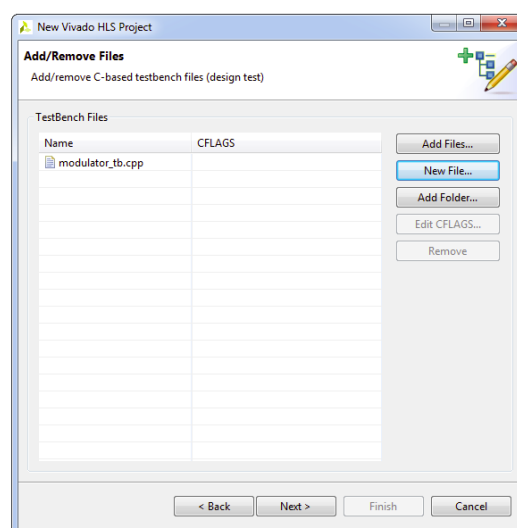 New Vivado HLS Project
Add/Remove Files
Add/remove C-based testbench files (design test)
TestBench Files
Name CFLAGS
modulator_tb.cpp
Add Files...
New File...
Add Folder...
Edit CFLAGS...
Remove
< Back Next > Finish Cancel